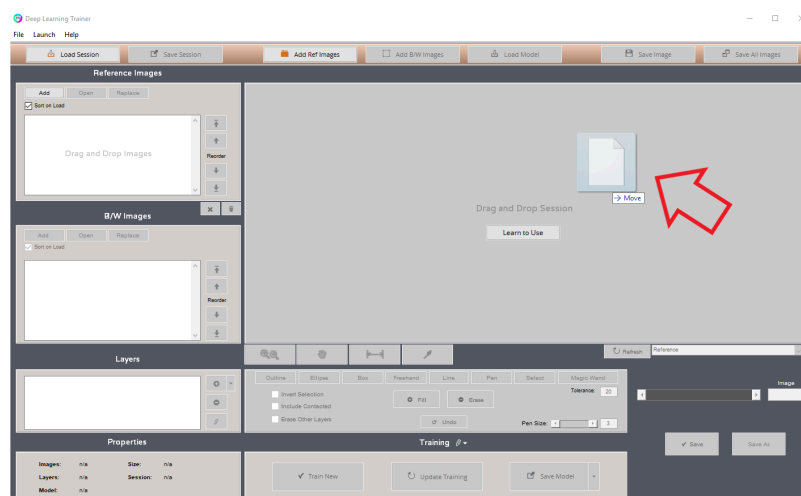 Deep Learning Trainer
File Launch Help
Load Session Save Session Add Ref Images Add B/W Images Load Model Save Image Save All Images
Reference Images
Add Open Replace
Sort on Load
Drag and Drop Images
Reorder
Move
Drag and Drop Session
Learn to Use
B/W Images
Add Open Replace
Sort on Load
Reorder
Refresh Reference
Layers
Outline Ellipse Box Freehand Line Pen Select Magic Wand
Invert Selection
Include Contacted
Erase Other Layers
Fill Erase
Undo
Tolerance: 20
Pen Size: 3
Image
Save Save As
Properties
Images: n/a Size: n/a
Layers: n/a Session: n/a
Model: n/a
Training
Train New Update Training Save Model